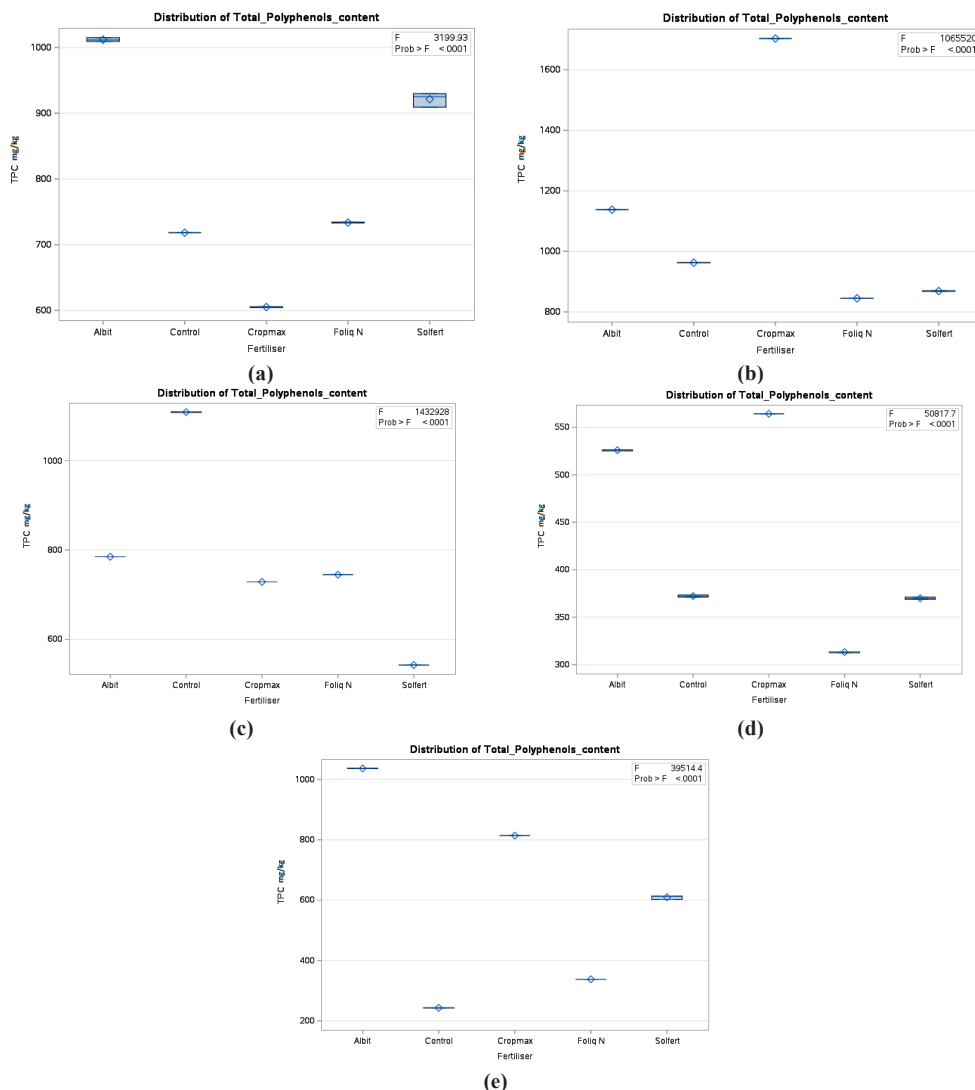 Distribution of Total_Polyphenols_content
F 3199.93
Prob > F <.0001
1000
900
800
700
600
TPC mg/kg
Albit Control Cropmax Foliq N Solfert
Fertiliser
(a)
Distribution of Total_Polyphenols_content
F 1065520
Prob > F <.0001
1600
1400
1200
1000
800
TPC mg/kg
Albit Control Cropmax Foliq N Solfert
Fertiliser
(b)
Distribution of Total_Polyphenols_content
F 1432928
Prob > F <.0001
1000
800
600
TPC mg/kg
Albit Control Cropmax Foliq N Solfert
Fertiliser
(c)
Distribution of Total_Polyphenols_content
F 50817.7
Prob > F <.0001
550
500
450
400
350
300
TPC mg/kg
Albit Control Cropmax Foliq N Solfert
Fertiliser
(d)
Distribution of Total_Polyphenols_content
F 39514.4
Prob > F <.0001
1000
800
600
400
200
TPC mg/kg
Albit Control Cropmax Foliq N Solfert
Fertiliser
(e)